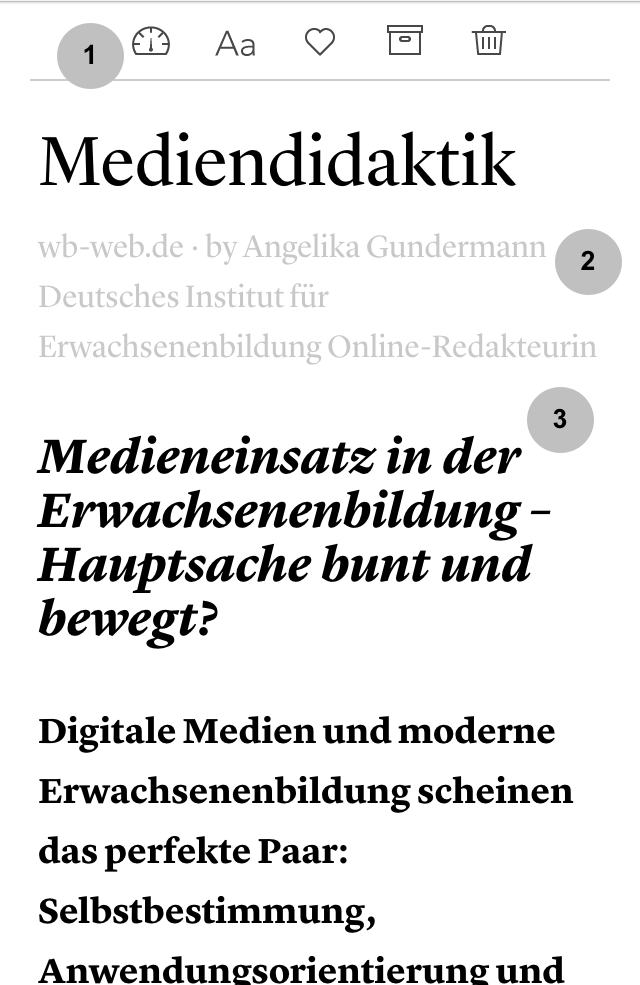 1
Aa
Mediendidaktik
wb-web.de · by Angelika Gundermann
2
Deutsches Institut für
Erwachsenenbildung Online-Redakteurin
3
Medieneinsatz in der
Erwachsenenbildung –
Hauptsache bunt und
bewegt?
Digitale Medien und moderne
Erwachsenenbildung scheinen
das perfekte Paar:
Selbstbestimmung,
Anwendungsorientierung und